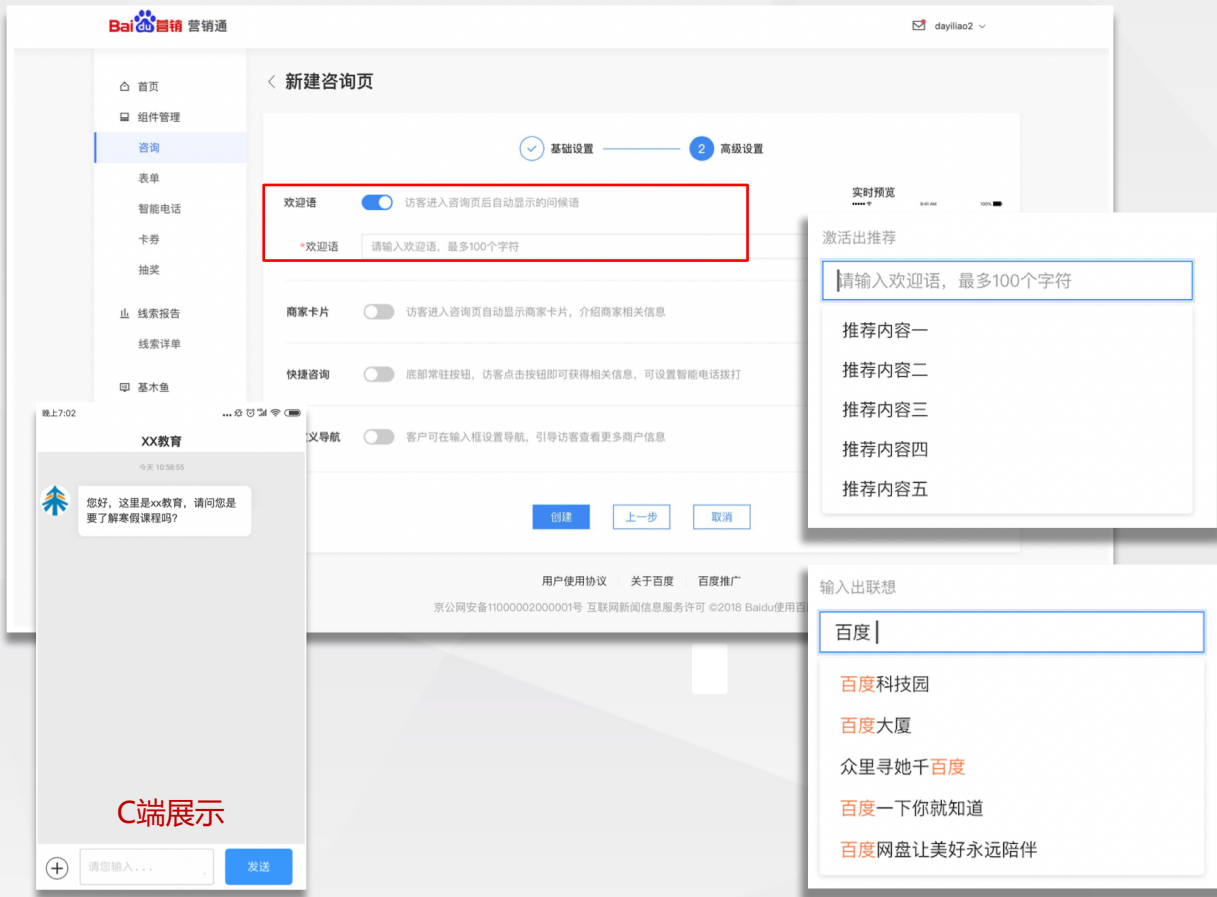 Baidu营销 营销通
dayiliao2
首页
组件管理
咨询
表单
智能电话
卡券
抽奖
线索报告
线索详单
基木鱼
新建咨询页
基础设置
2 高级设置
欢迎语 访客进入咨询页后自动显示的问候语
*欢迎语 请输入欢迎语，最多100个字符
商家卡片 访客进入咨询页自动显示商家卡片，介绍商家相关信息
快捷咨询 底部常驻按钮，访客点击按钮即可获得相关信息，可设置智能电话拨打
义导航 客户可在输入框设置导航，引导访客查看更多商户信息
创建 上一步 取消
实时预览
9:41 AM 100%
用户使用协议 关于百度 百度推广
京公网安备11000002000001号 互联网新闻信息服务许可 ©2018 Baidu使用百
激活出推荐
请输入欢迎语，最多100个字符
推荐内容一
推荐内容二
推荐内容三
推荐内容四
推荐内容五
输入出联想
百度
百度科技园
百度大厦
众里寻她千百度
百度一下你就知道
百度网盘让美好永远陪伴
晚上7:02
XX教育
今天 10:58:55
您好，这里是xx教育，请问您是
要了解寒假课程吗?
C端展示
请您输入...
发送